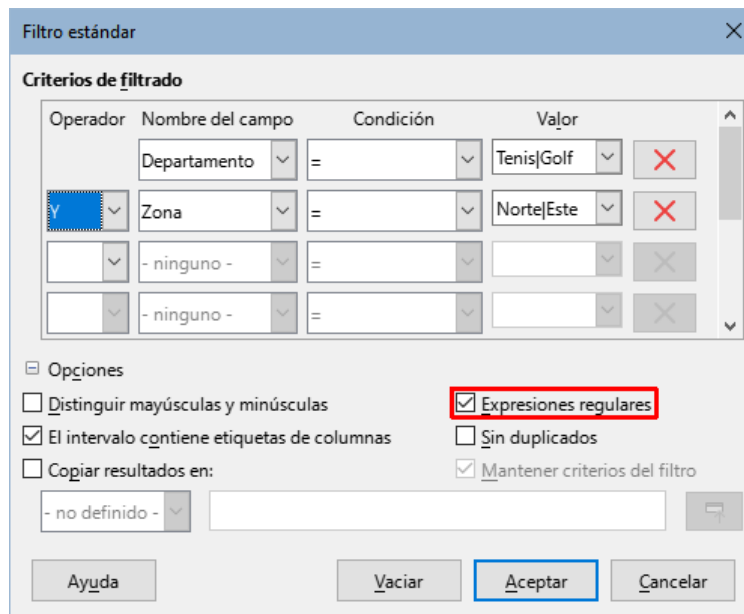 Filtro estándar
Criterios de filtrado
Operador Nombre del campo Condición Valor
Departamento = Tenis|Golf
Y Zona = Norte|Este
- ninguno - =
- ninguno - =
Opciones
Distinguir mayúsculas y minúsculas Expresiones regulares
El intervalo contiene etiquetas de columnas Sin duplicados
Copiar resultados en: Mantener criterios del filtro
- no definido -
Ayuda Vaciar Aceptar Cancelar